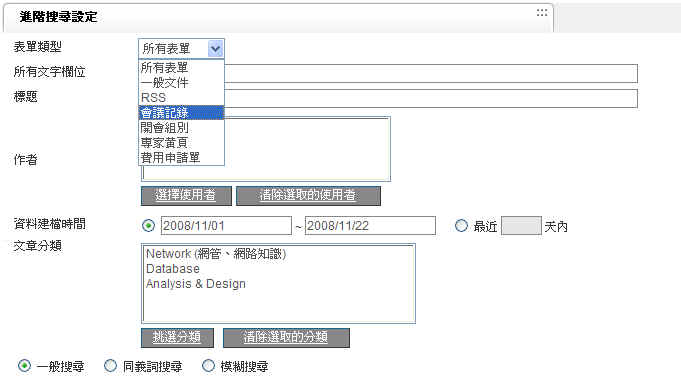 進階搜尋設定
表單類型 所有表單
所有表單
所有文字欄位
一般文件
標題
RSS
會議記錄
開會組別
專家黃頁
作者
費用申請單
選擇使用者 清除選取的使用者
資料建檔時間 2008/11/01 ~ 2008/11/22 最近 天內
文章分類
Network (網管、網路知識)
Database
Analysis & Design
挑選分類 清除選取的分類
一般搜尋 同義詞搜尋 模糊搜尋